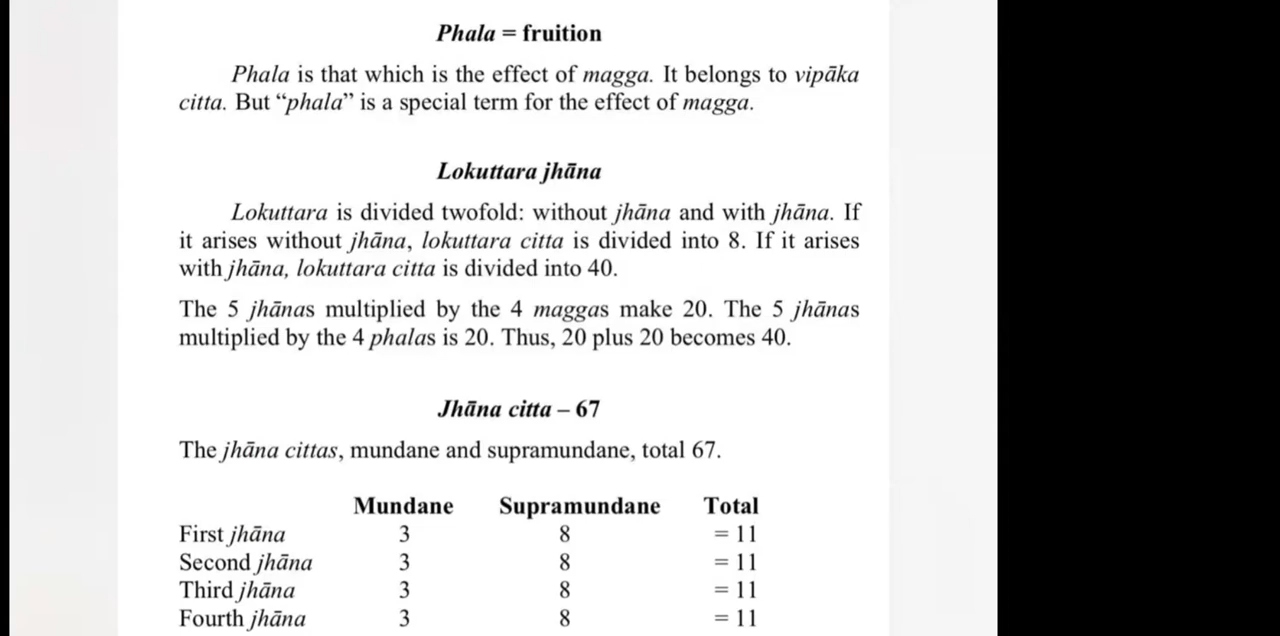 Phala = fruition
Phala is that which is the effect of magga. It belongs to vipāka
citta. But “phala” is a special term for the effect of magga.
Lokuttara jhāna
Lokuttara is divided twofold: without jhāna and with jhāna. If
it arises without jhāna, lokuttara citta is divided into 8. If it arises
with jhāna, lokuttara citta is divided into 40.
The 5 jhānas multiplied by the 4 maggas make 20. The 5 jhānas
multiplied by the 4 phalas is 20. Thus, 20 plus 20 becomes 40.
Jhāna citta – 67
The jhāna cittas, mundane and supramundane, total 67.
Mundane Supramundane Total
First jhāna 3 8 = 11
Second jhāna 3 8 = 11
Third jhāna 3 8 = 11
Fourth jhāna 3 8 = 11